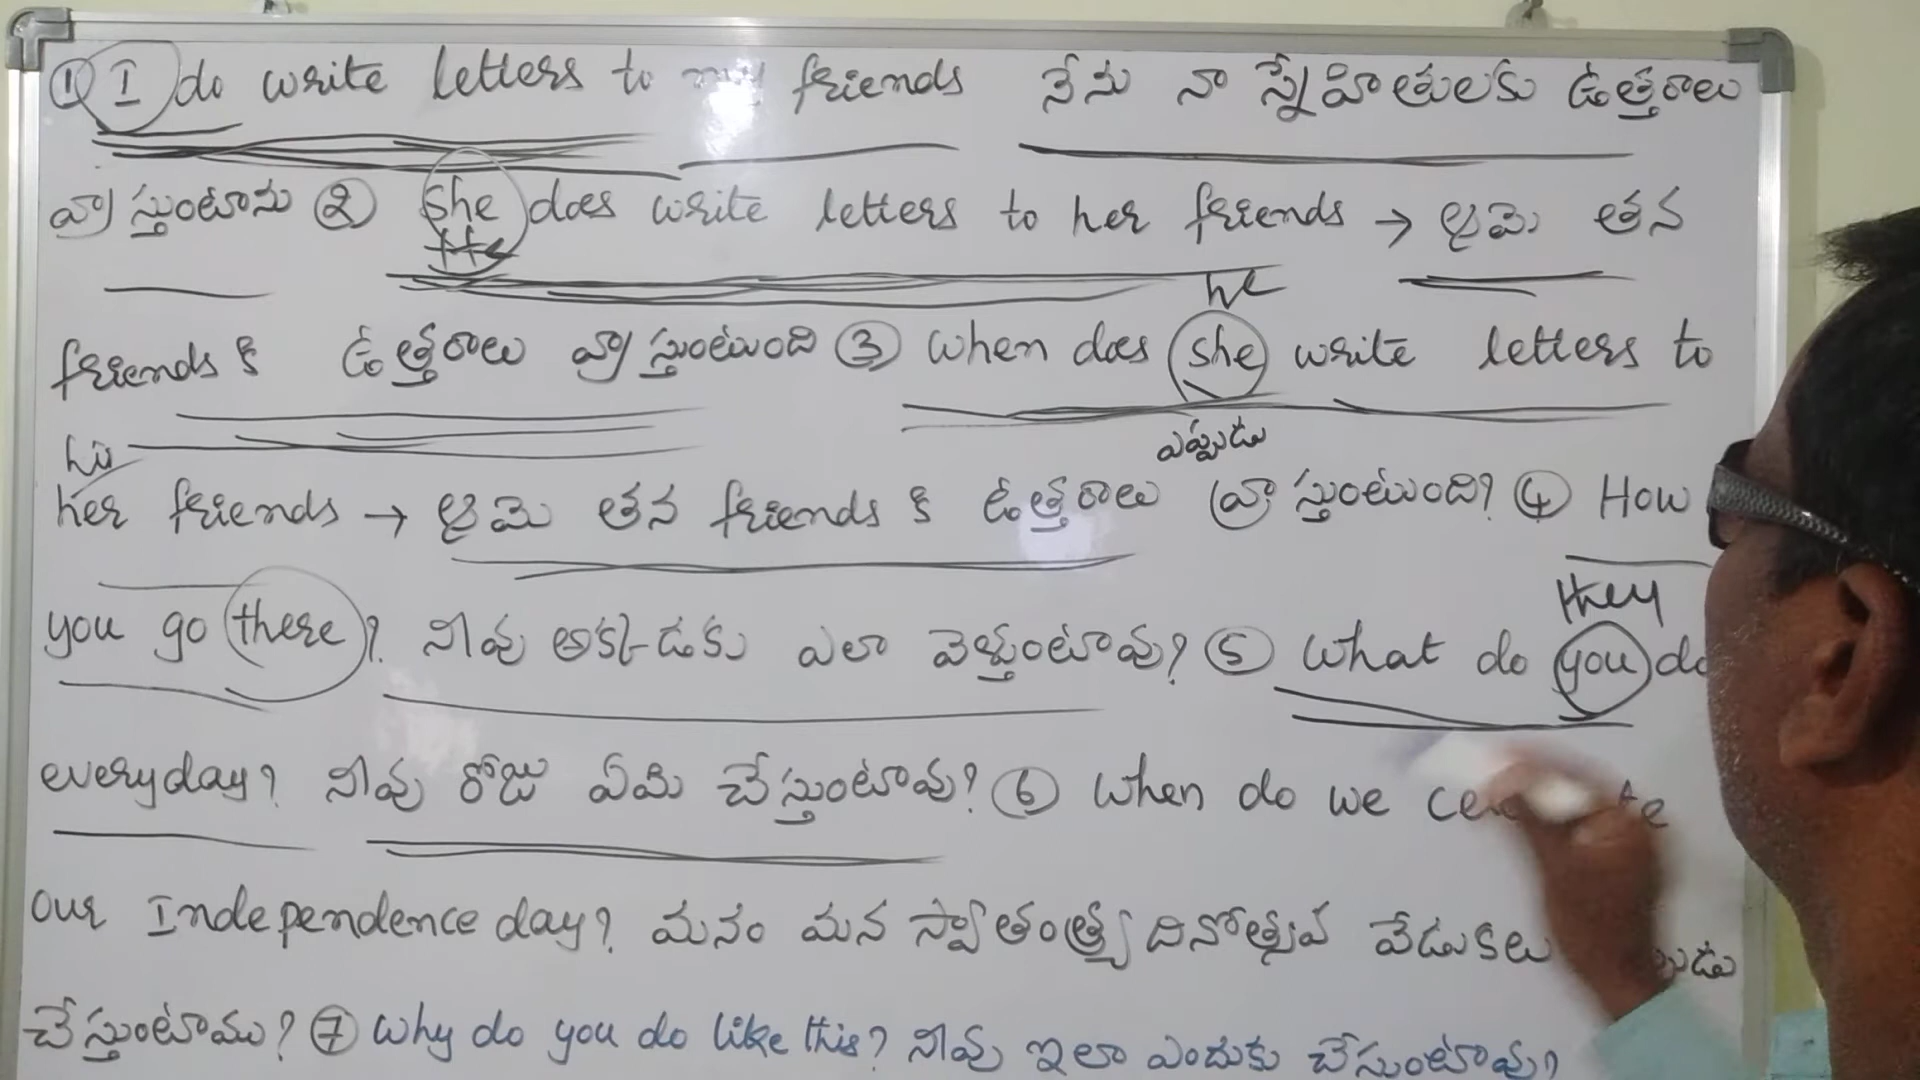 ① I do write letters to my friends నేను నా స్నేహితులకు ఉత్తరాలు
వ్రాస్తుంటాను ② she does write letters to her friends → ఆమె తన
He
he
friends కి ఉత్తరాలు వ్రాస్తుంటుంది ③ when does she write letters to
ఎప్పుడు
his
her friends → ఆమె తన friends కి ఉత్తరాలు వ్రాస్తుంటుంది? ④ How
they
you go there? నీవు అక్కడకు ఎలా వెళ్తుంటావు? ⑤ What do you do
everyday? నీవు రోజు ఏమి చేస్తుంటావు? ⑥ When do we
our Independence day? మనం మన స్వాతంత్ర్య దినోత్సవ వేడుకలు
చేస్తుంటాము? ⑦ Why do you do like this? నీవు ఇలా ఎందుకు చేస్తుంటావు?